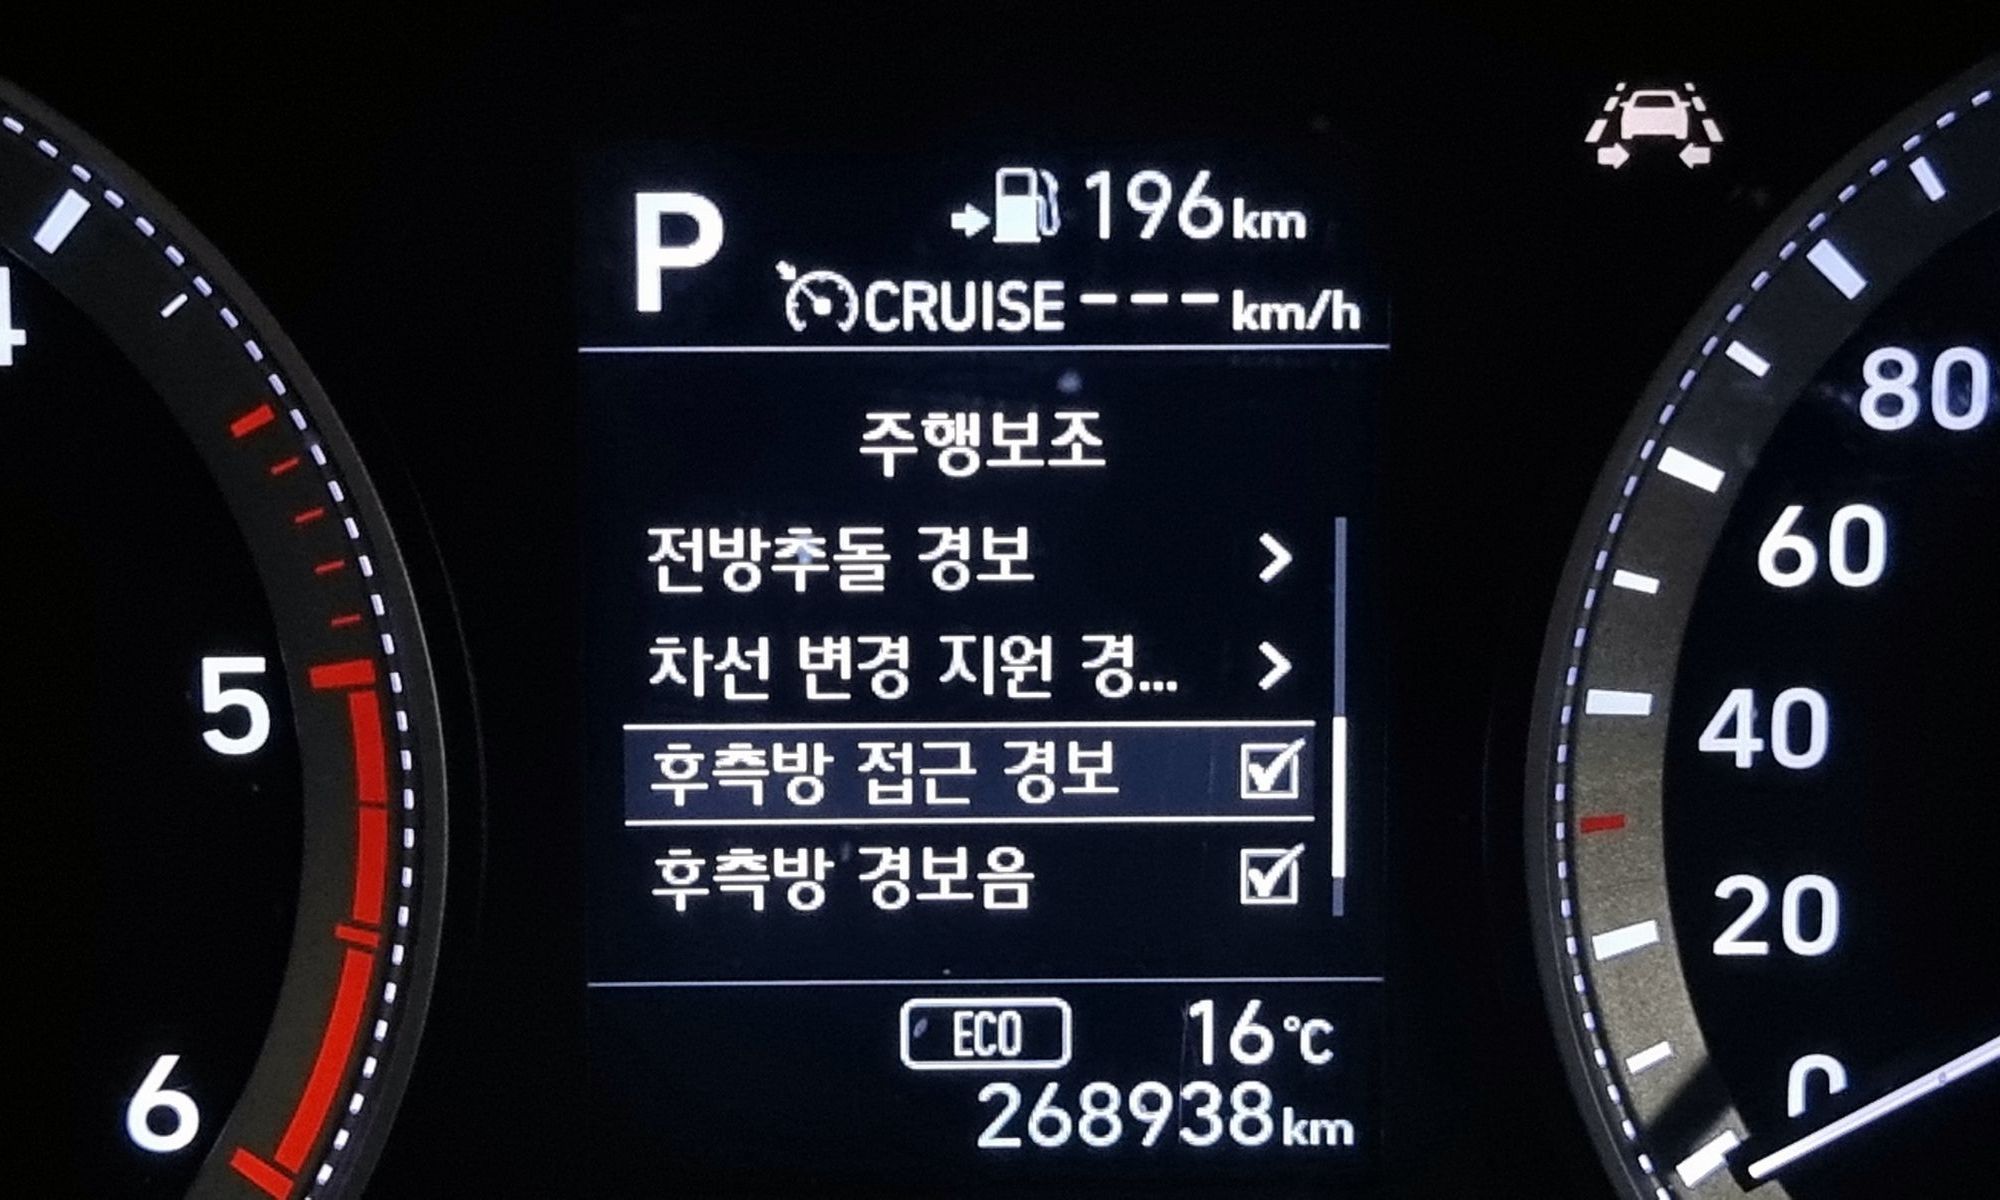 P 196km
CRUISE ---km/h
주행보조
전방추돌 경보
차선 변경 지원 경...
후측방 접근 경보
후측방 경보음
ECO 16°C
268938km
4
5
6
80
60
40
20
0